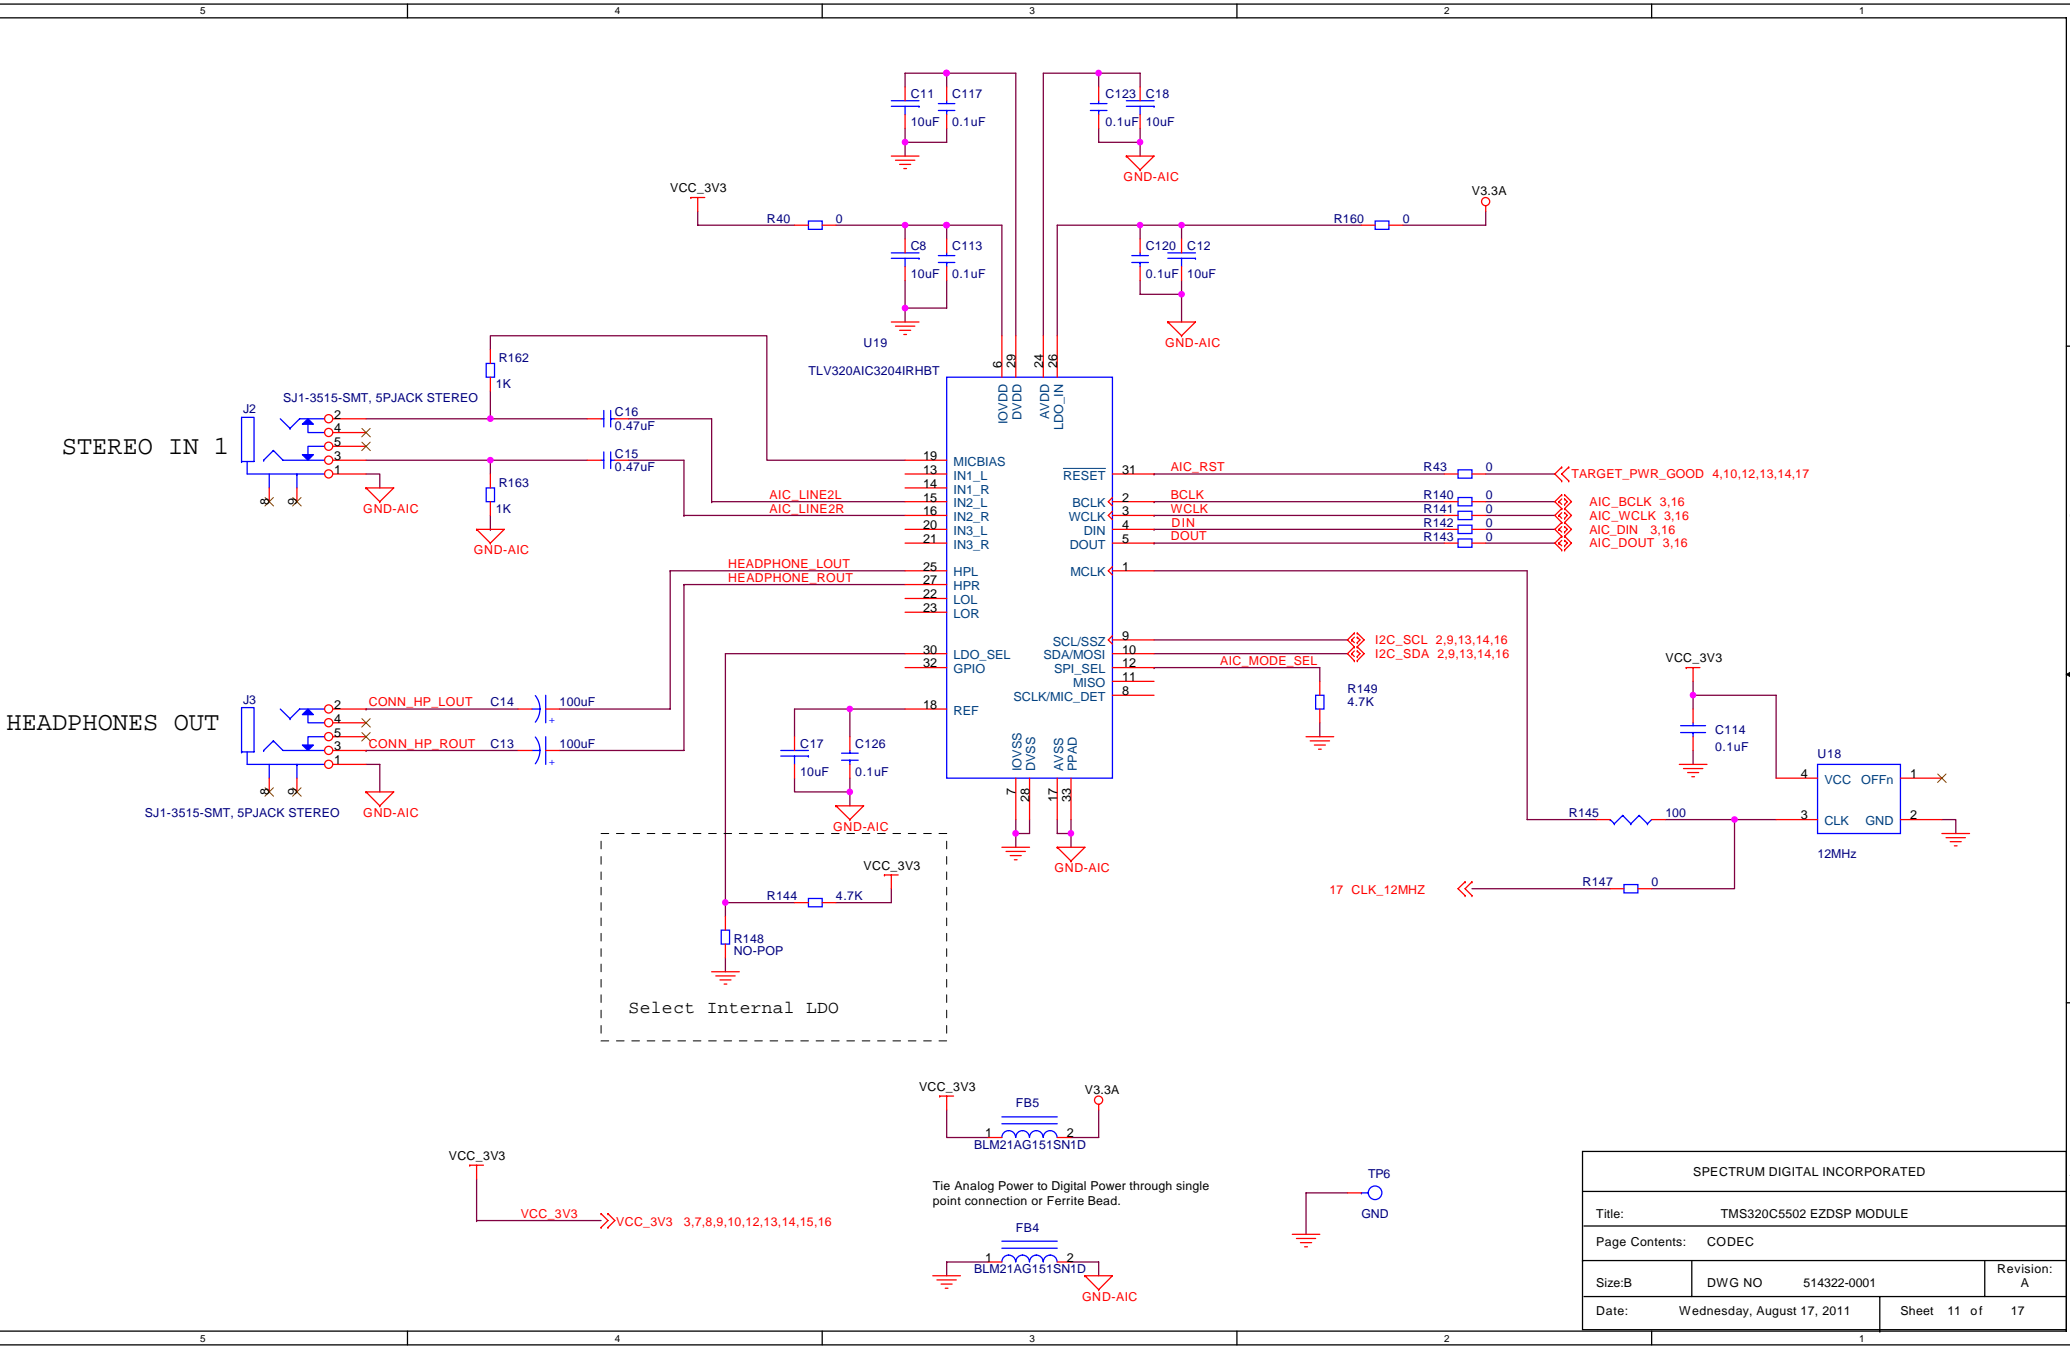 5 4 3 2 1
C11 C117 C123 C18
10uF 0.1uF 0.1uF 10uF
GND-AIC
VCC_3V3 V3.3A
R40 0 R160 0
C8 C113 C120 C12
10uF 0.1uF 0.1uF 10uF
GND-AIC
U19
TLV320AIC3204IRHBT
6 29 24 26
IOVDD DVDD AVDD LDO_IN
R162
1K
SJ1-3515-SMT, 5PJACK STEREO
J2
STEREO IN 1
2
4
5
3
1
8 9
C16
0.47uF
C15
0.47uF
R163
1K
GND-AIC
GND-AIC
AIC_LINE2L
AIC_LINE2R
19 MICBIAS
13 IN1_L
14 IN1_R
15 IN2_L
16 IN2_R
20 IN3_L
21 IN3_R
HEADPHONE_LOUT 25 HPL
HEADPHONE_ROUT 27 HPR
22 LOL
23 LOR
30 LDO_SEL
32 GPIO
18 REF
RESET 31 AIC_RST R43 0 TARGET_PWR_GOOD 4,10,12,13,14,17
BCLK 2 BCLK R140 0 AIC_BCLK 3,16
WCLK 3 WCLK R141 0 AIC_WCLK 3,16
DIN 4 DIN R142 0 AIC_DIN 3,16
DOUT 5 DOUT R143 0 AIC_DOUT 3,16
MCLK 1
SCL/SSZ 9 I2C_SCL 2,9,13,14,16
SDA/MOSI 10 I2C_SDA 2,9,13,14,16
SPI_SEL 12 AIC_MODE_SEL
MISO 11
SCLK/MIC_DET 8
R149
4.7K
IOVSS DVSS AVSS PPAD
7 28 17 33
GND-AIC
J3
HEADPHONES OUT
2
4
5
3
1
8 9
CONN_HP_LOUT C14 100uF
+
CONN_HP_ROUT C13 100uF
+
SJ1-3515-SMT, 5PJACK STEREO GND-AIC
C17 C126
10uF 0.1uF
GND-AIC
VCC_3V3
R144 4.7K
R148
NO-POP
Select Internal LDO
VCC_3V3
C114
0.1uF
U18
4 VCC OFFn 1
3 CLK GND 2
12MHz
R145 100
17 CLK_12MHZ R147 0
VCC_3V3 V3.3A
FB5
1 2
BLM21AG151SN1D
Tie Analog Power to Digital Power through single
point connection or Ferrite Bead.
FB4
1 2
BLM21AG151SN1D
GND-AIC
VCC_3V3
VCC_3V3 VCC_3V3 3,7,8,9,10,12,13,14,15,16
TP6
GND
SPECTRUM DIGITAL INCORPORATED
Title: TMS320C5502 EZDSP MODULE
Page Contents: CODEC
Size:B DWG NO 514322-0001 Revision: A
Date: Wednesday, August 17, 2011 Sheet 11 of 17
5 4 3 2 1